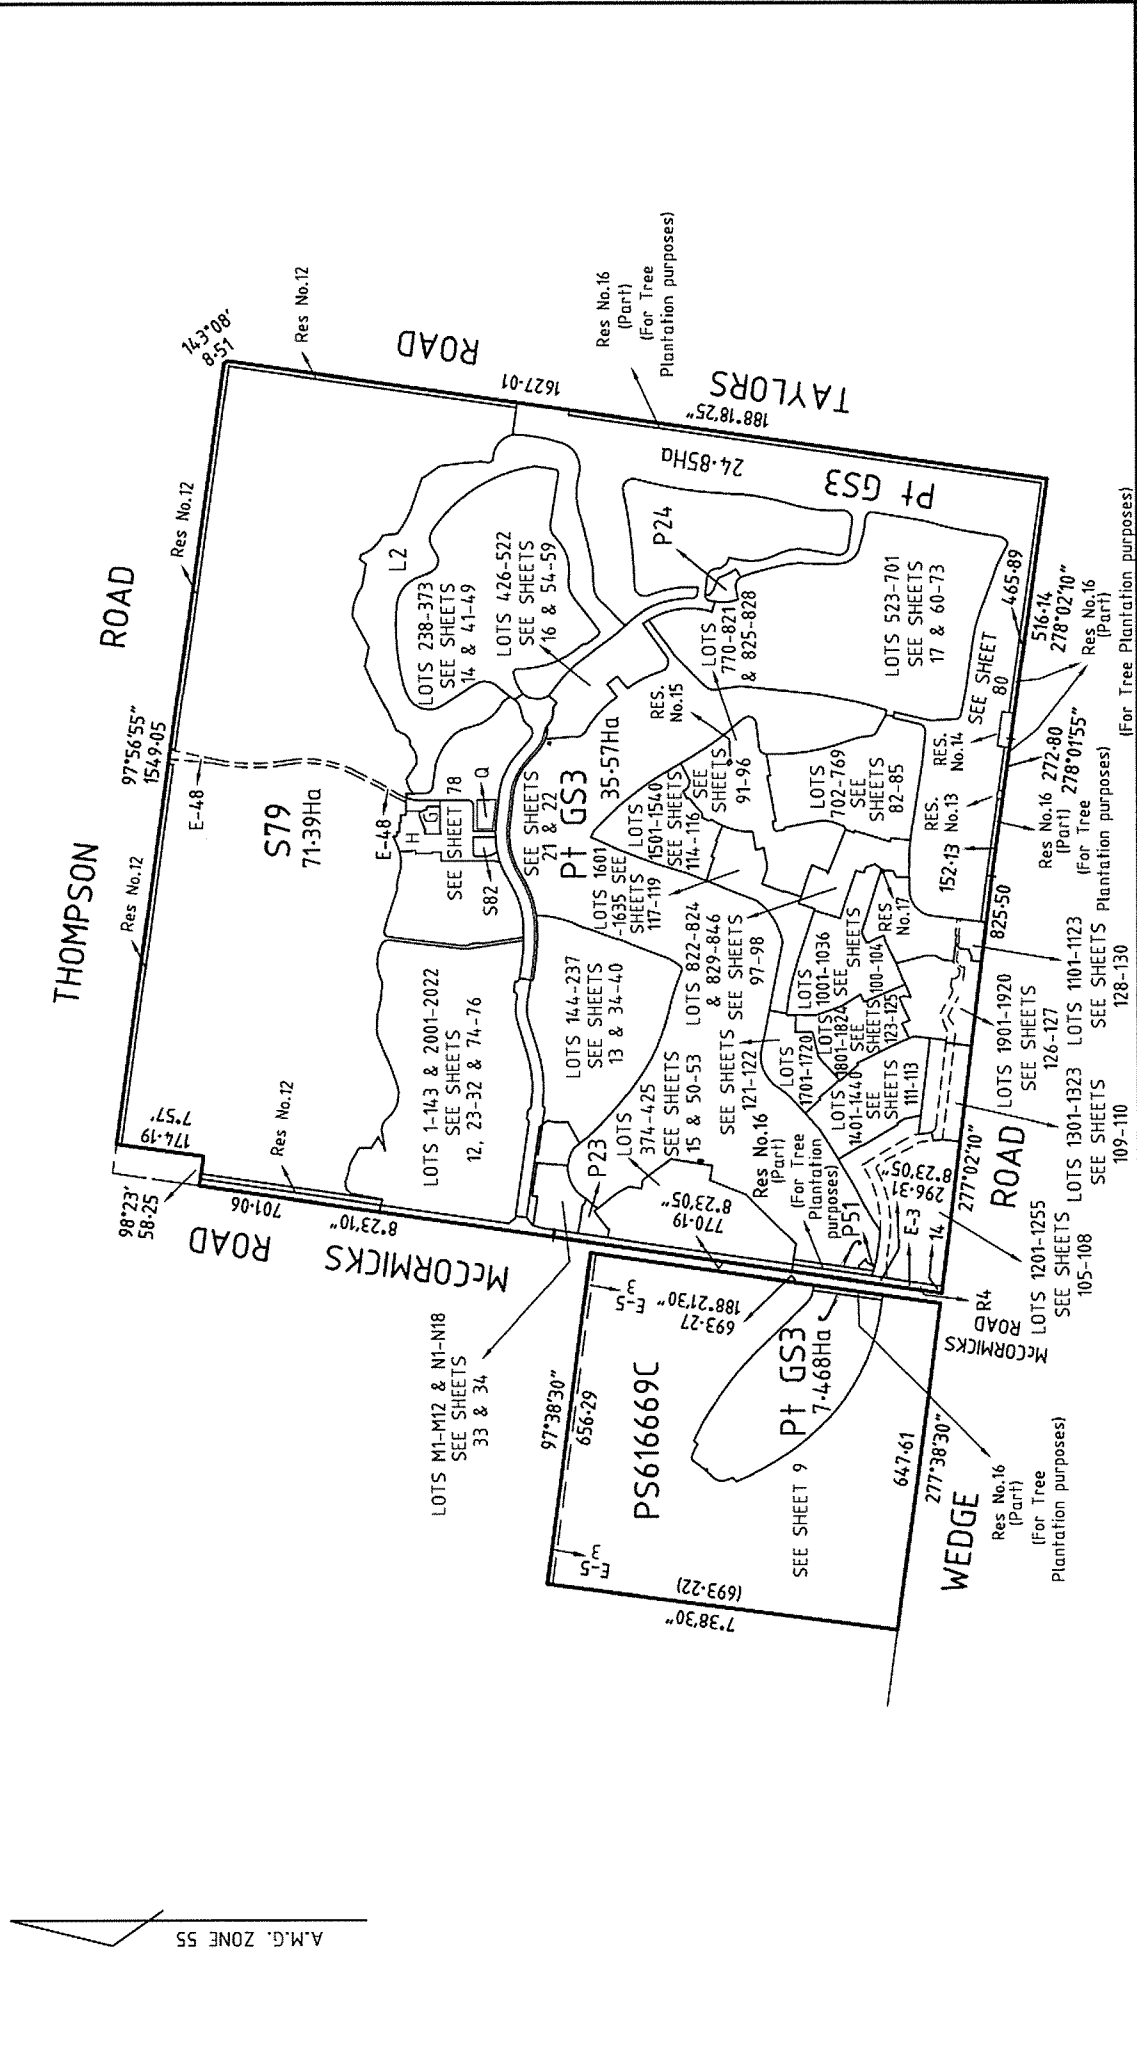 A.M.G. ZONE 55
THOMPSON
ROAD
97°56'55"
1549·05
143°08'
8·51
Res No.12
Res No.12
Res No.12
Res No.12
174·19
7°57'
98°23'
58·25
701·06
8°23'10"
McCORMICKS
ROAD
E-48
S79
71·39Ha
E-48
H
G
Q
SEE SHEET 78
S82
L2
LOTS 238-373
SEE SHEETS
14 & 41-49
LOTS 426-522
SEE SHEETS
16 & 54-59
TAYLORS
ROAD
1627·01
188°18'25"
Res No.16
(Part)
(For Tree
Plantation purposes)
24·85Ha
Pt GS3
P24
LOTS 1-143 & 2001-2022
SEE SHEETS
12, 23-32 & 74-76
SEE SHEETS
21 & 22
Pt GS3
35·57Ha
LOTS 144-237
SEE SHEETS
13 & 34-40
LOTS 1601
-1635 SEE
SHEETS
117-119
LOTS
1501-1540
SEE SHEETS
114-116
SEE
SHEETS
91-96
RES.
No.15
LOTS
770-821
& 825-828
LOTS 523-701
SEE SHEETS
17 & 60-73
LOTS
702-769
SEE
SHEETS
82-85
P23
LOTS
374-425
SEE SHEETS
15 & 50-53
LOTS 822-824
& 829-846
SEE SHEETS
97-98
SEE SHEETS
121-122
LOTS
1701-1720
LOTS
1001-1036
SEE
SHEETS
100-104
LOTS
1801-1824
SEE
SHEETS
123-125
LOTS
1401-1440
SEE
SHEETS
111-113
RES
No.17
RES.
No.13
RES.
No.14
SEE SHEET
80
152·13
465·89
516·14
278°02'10"
Res No.16
(Part)
(For Tree Plantation purposes)
272·80
278°01'55"
Res No.16
(Part)
(For Tree
Plantation purposes)
825·50
277°02'10"
LOTS M1-M12 & N1-N18
SEE SHEETS
33 & 34
770·19
8°23'05"
Res No.16
(Part)
(For Tree
Plantation
purposes)
P51
296·31
8°23'05"
E-3
14
R4
McCORMICKS
ROAD
LOTS 1201-1255
SEE SHEETS
105-108
LOTS 1301-1323
SEE SHEETS
109-110
LOTS 1901-1920
SEE SHEETS
126-127
LOTS 1101-1123
SEE SHEETS
128-130
97°38'30"
656·29
E-5
3
E-5
3
693·27
188°21'30"
PS616669C
Pt GS3
7·468Ha
SEE SHEET 9
(693·22)
7°38'30"
647·61
277°38'30"
WEDGE
ROAD
Res No.16
(Part)
(For Tree
Plantation purposes)